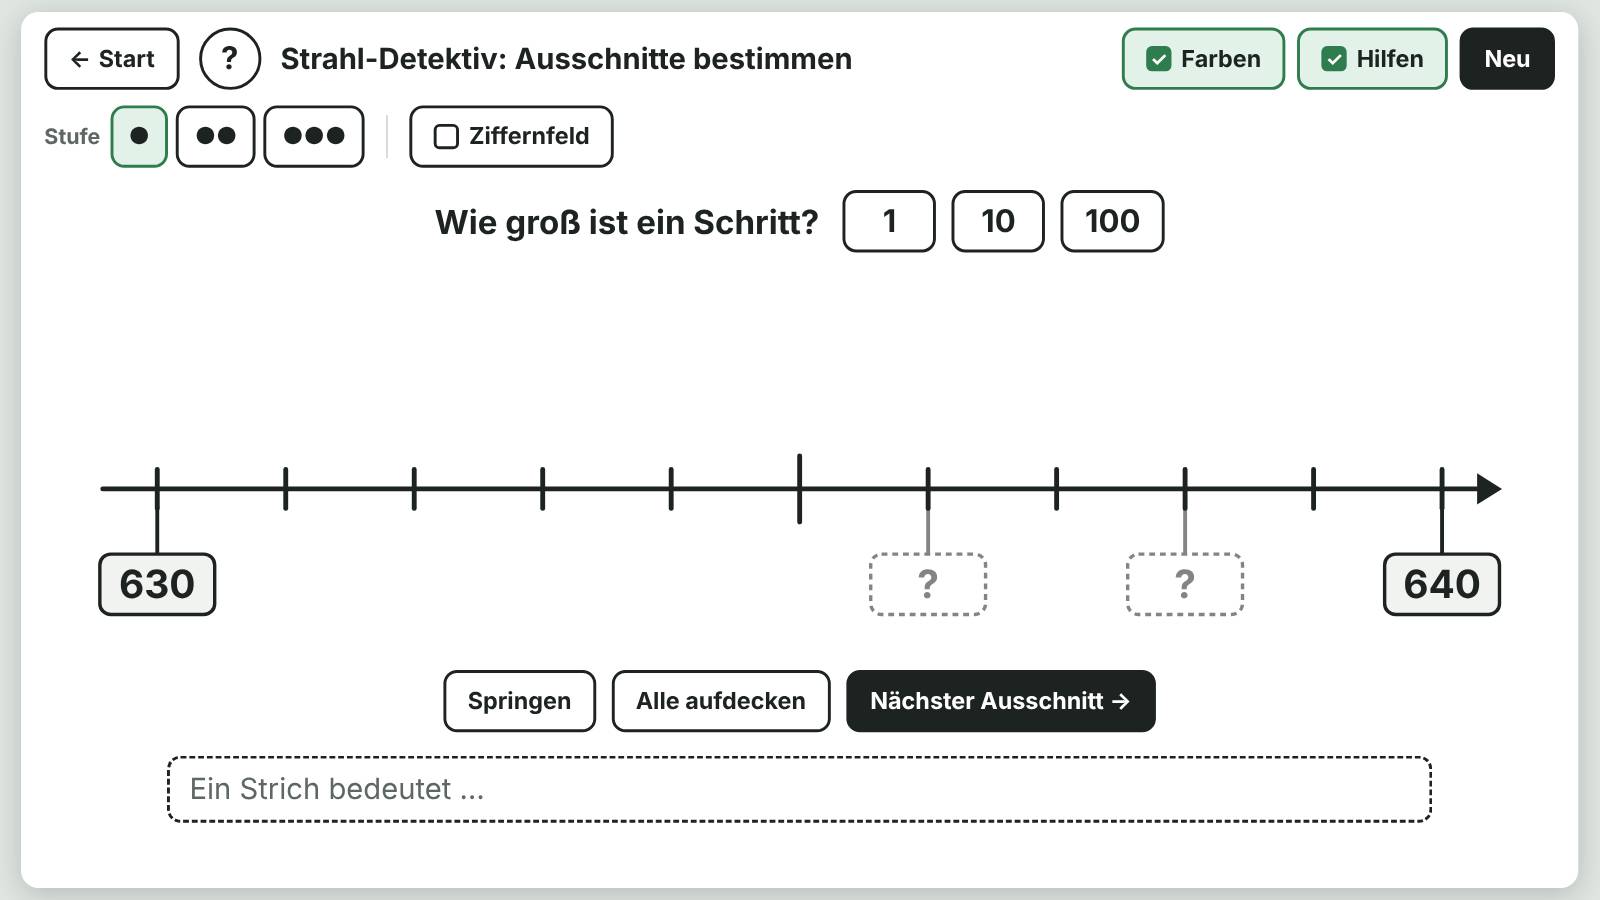 ← Start ? Strahl-Detektiv: Ausschnitte bestimmen Farben Hilfen Neu
Stufe Ziffernfeld
Wie groß ist ein Schritt? 1 10 100
630 ? ? 640
Springen Alle aufdecken Nächster Ausschnitt →
Ein Strich bedeutet ...